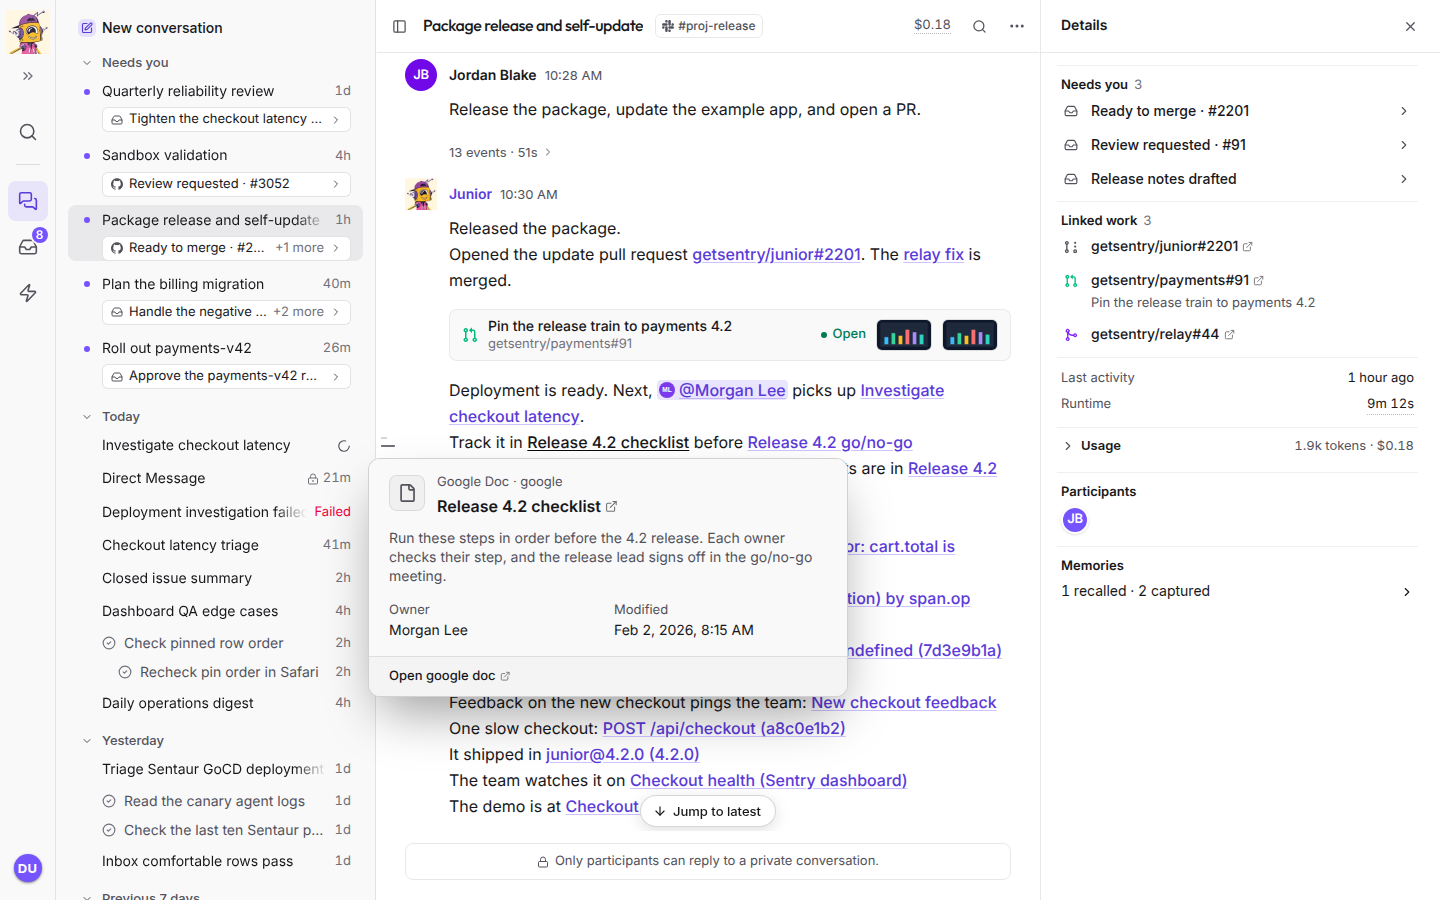 New conversation
Needs you
Quarterly reliability review 1d
Tighten the checkout latency ...
Sandbox validation 4h
Review requested · #3052
Package release and self-update 1h
Ready to merge · #2... +1 more
Plan the billing migration 40m
Handle the negative ... +2 more
Roll out payments-v42 26m
Approve the payments-v42 r...
Today
Investigate checkout latency
Direct Message 21m
Deployment investigation failed Failed
Checkout latency triage 41m
Closed issue summary 2h
Dashboard QA edge cases 4h
Check pinned row order 2h
Recheck pin order in Safari 2h
Daily operations digest 4h
Yesterday
Triage Sentaur GoCD deployment 1d
Read the canary agent logs 1d
Check the last ten Sentaur p... 1d
Inbox comfortable rows pass 1d
Previous 7 days
8
DU
Package release and self-update #proj-release $0.18
JB Jordan Blake 10:28 AM
Release the package, update the example app, and open a PR.
13 events · 51s
Junior 10:30 AM
Released the package.
Opened the update pull request getsentry/junior#2201. The relay fix is
merged.
Pin the release train to payments 4.2
getsentry/payments#91
Open
Deployment is ready. Next, ML @Morgan Lee picks up Investigate
checkout latency.
Track it in Release 4.2 checklist before Release 4.2 go/no-go
ts are in Release 4.2
or: cart.total is
tion) by span.op
ndefined (7d3e9b1a)
Google Doc · google
Release 4.2 checklist
Run these steps in order before the 4.2 release. Each owner
checks their step, and the release lead signs off in the go/no-go
meeting.
Owner Modified
Morgan Lee Feb 2, 2026, 8:15 AM
Open google doc
Feedback on the new checkout pings the team: New checkout feedback
One slow checkout: POST /api/checkout (a8c0e1b2)
It shipped in junior@4.2.0 (4.2.0)
The team watches it on Checkout health (Sentry dashboard)
The demo is at Checkout
Jump to latest
Only participants can reply to a private conversation.
Details
Needs you 3
Ready to merge · #2201
Review requested · #91
Release notes drafted
Linked work 3
getsentry/junior#2201
getsentry/payments#91
Pin the release train to payments 4.2
getsentry/relay#44
Last activity 1 hour ago
Runtime 9m 12s
Usage 1.9k tokens · $0.18
Participants
JB
Memories
1 recalled · 2 captured